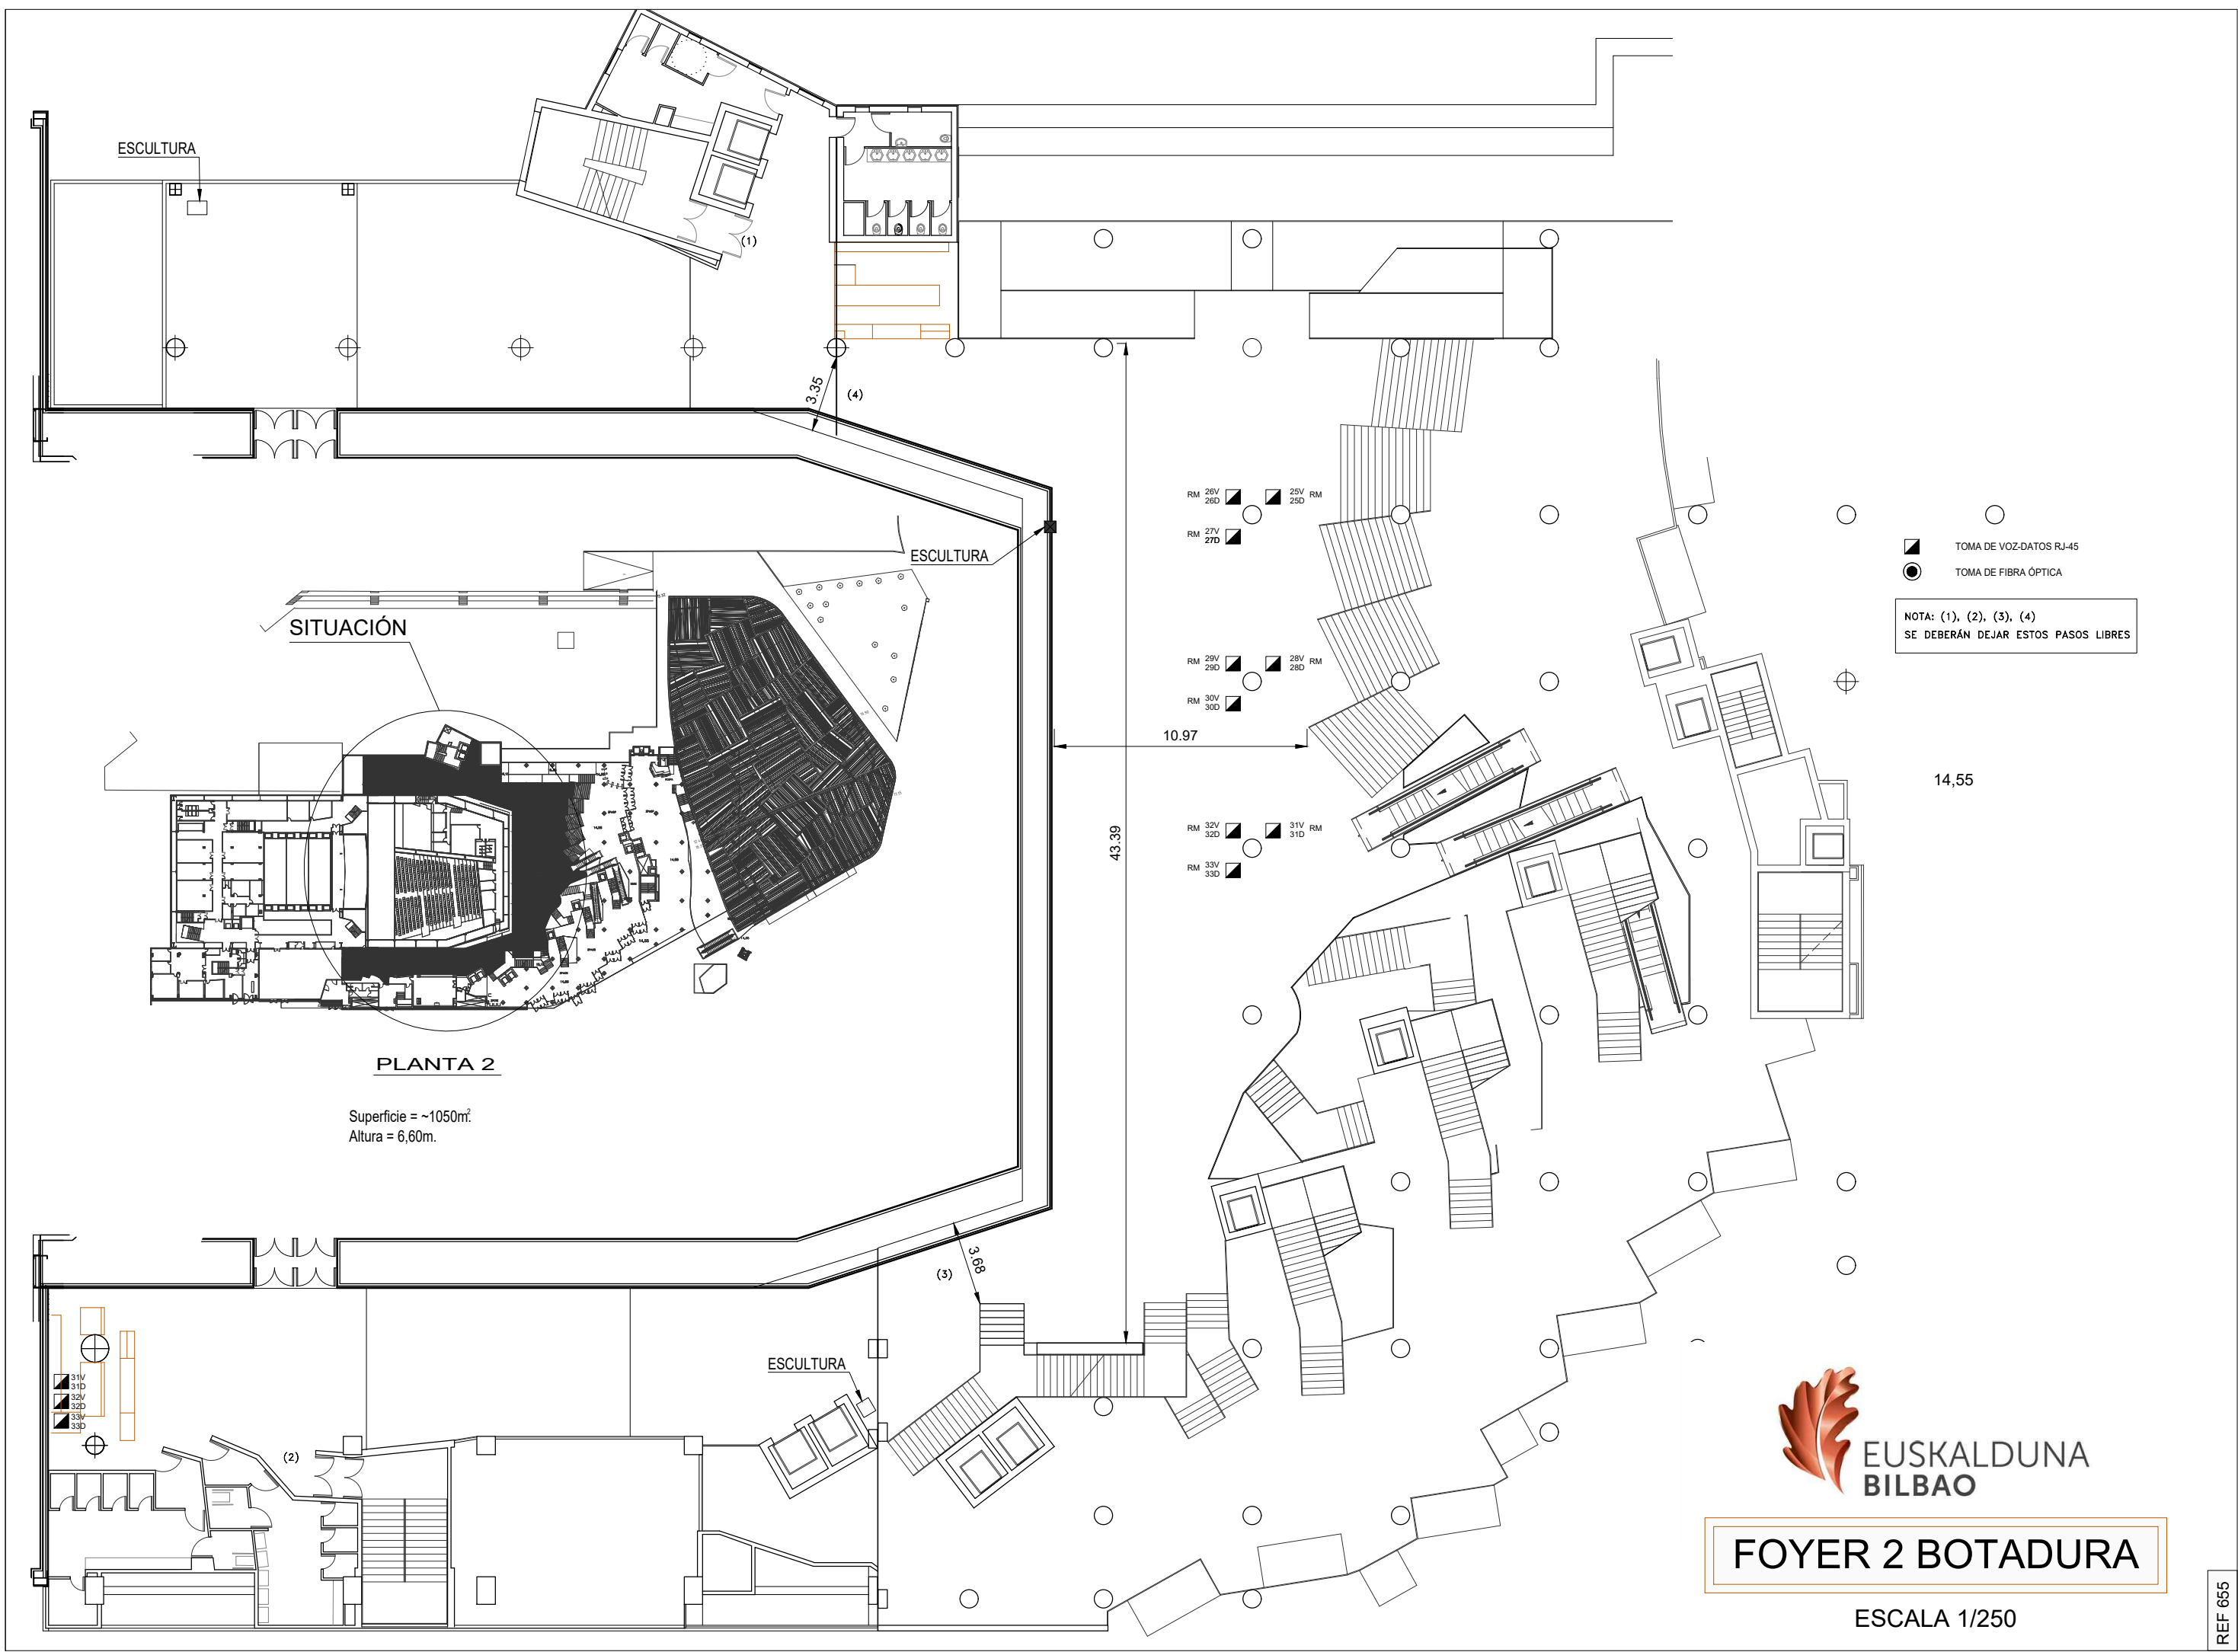 ESCULTURA
(1)
3.35
(4)
RM 26V 26D
25V 25D RM
RM 27V 27D
ESCULTURA
TOMA DE VOZ-DATOS RJ-45
TOMA DE FIBRA ÓPTICA
NOTA: (1), (2), (3), (4)
SE DEBERÁN DEJAR ESTOS PASOS LIBRES
SITUACIÓN
RM 29V 29D
28V 28D RM
RM 30V 30D
10.97
14,55
43.39
RM 32V 32D
31V 31D RM
RM 33V 33D
PLANTA 2
Superficie = ~1050m².
Altura = 6,60m.
3.68
(3)
ESCULTURA
31V
31D
32V
32D
33V
33D
(2)
EUSKALDUNA
BILBAO
FOYER 2 BOTADURA
ESCALA 1/250
REF 655